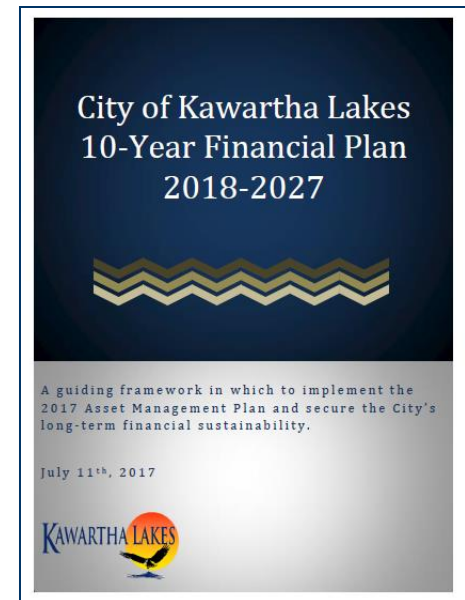 City of Kawartha Lakes
10-Year Financial Plan
2018-2027
A guiding framework in which to implement the
2017 Asset Management Plan and secure the City's
long-term financial sustainability.
July 11th, 2017
KAWARTHA LAKES